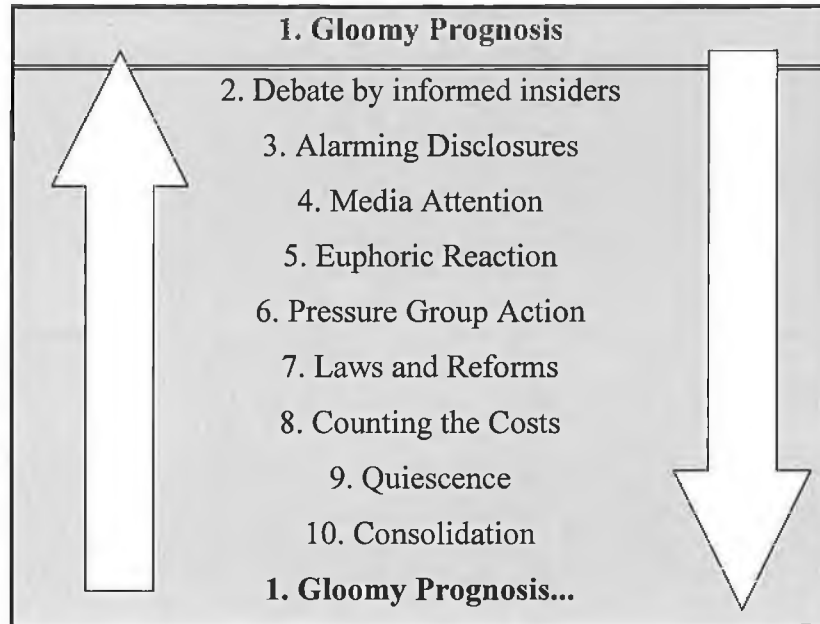 1. Gloomy Prognosis
2. Debate by informed insiders
3. Alarming Disclosures
4. Media Attention
5. Euphoric Reaction
6. Pressure Group Action
7. Laws and Reforms
8. Counting the Costs
9. Quiescence
10. Consolidation
1. Gloomy Prognosis...